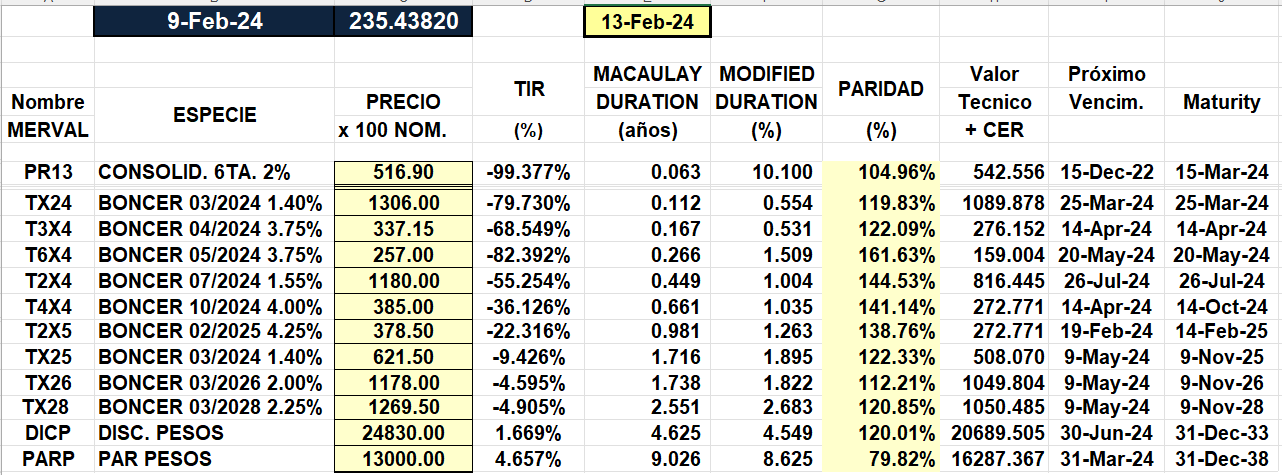 9-Feb-24 235.43820 13-Feb-24
MACAULAY MODIFIED Valor Próximo
TIR PARIDAD
Nombre PRECIO DURATION DURATION Tecnico Vencim. Maturity
ESPECIE
MERVAL x 100 NOM. (%) (años) (%) (%) + CER
PR13 CONSOLID. 6TA. 2% 516.90 -99.377% 0.063 10.100 104.96% 542.556 15-Dec-22 15-Mar-24
TX24 BONCER 03/2024 1.40% 1306.00 -79.730% 0.112 0.554 119.83% 1089.878 25-Mar-24 25-Mar-24
T3X4 BONCER 04/2024 3.75% 337.15 -68.549% 0.167 0.531 122.09% 276.152 14-Apr-24 14-Apr-24
T6X4 BONCER 05/2024 3.75% 257.00 -82.392% 0.266 1.509 161.63% 159.004 20-May-24 20-May-24
T2X4 BONCER 07/2024 1.55% 1180.00 -55.254% 0.449 1.004 144.53% 816.445 26-Jul-24 26-Jul-24
T4X4 BONCER 10/2024 4.00% 385.00 -36.126% 0.661 1.035 141.14% 272.771 14-Apr-24 14-Oct-24
T2X5 BONCER 02/2025 4.25% 378.50 -22.316% 0.981 1.263 138.76% 272.771 19-Feb-24 14-Feb-25
TX25 BONCER 03/2024 1.40% 621.50 -9.426% 1.716 1.895 122.33% 508.070 9-May-24 9-Nov-25
TX26 BONCER 03/2026 2.00% 1178.00 -4.595% 1.738 1.822 112.21% 1049.804 9-May-24 9-Nov-26
TX28 BONCER 03/2028 2.25% 1269.50 -4.905% 2.551 2.683 120.85% 1050.485 9-May-24 9-Nov-28
DICP DISC. PESOS 24830.00 1.669% 4.625 4.549 120.01% 20689.505 30-Jun-24 31-Dec-33
PARP PAR PESOS 13000.00 4.657% 9.026 8.625 79.82% 16287.367 31-Mar-24 31-Dec-38